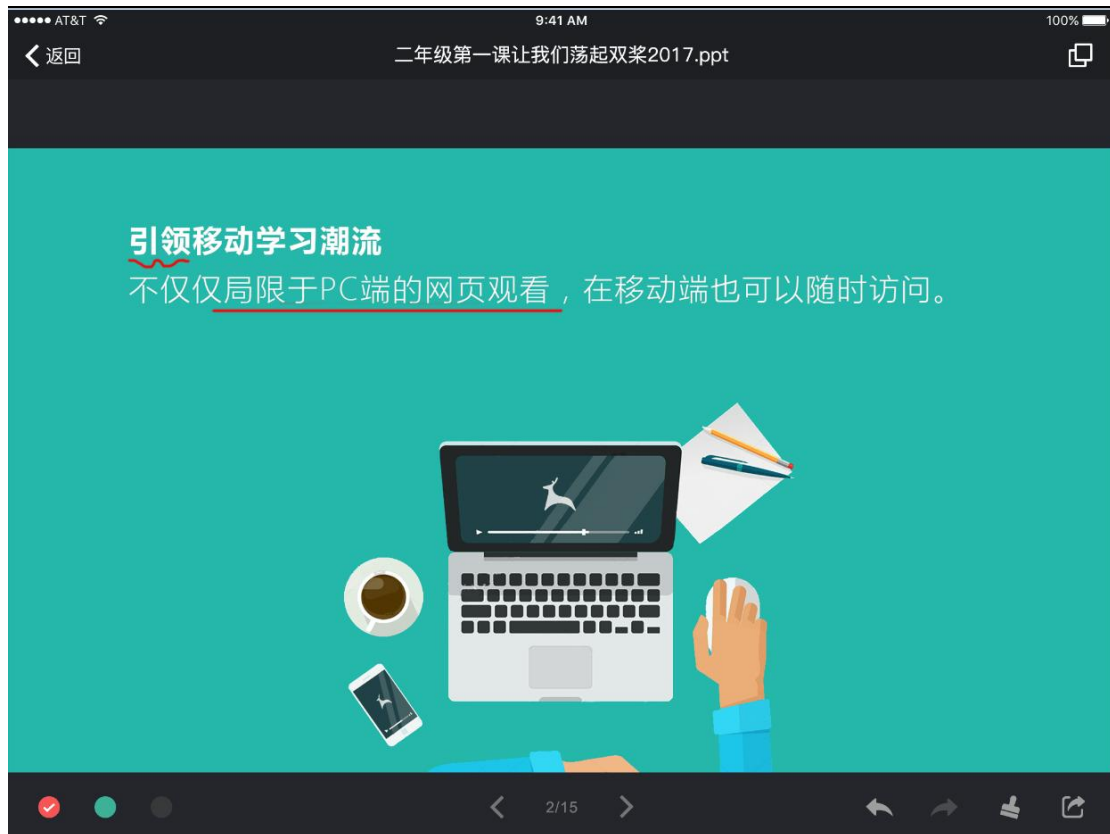 AT&T
9:41 AM
100%
返回
二年级第一课让我们荡起双桨2017.ppt
引领移动学习潮流
不仅仅局限于PC端的网页观看，在移动端也可以随时访问。
2/15